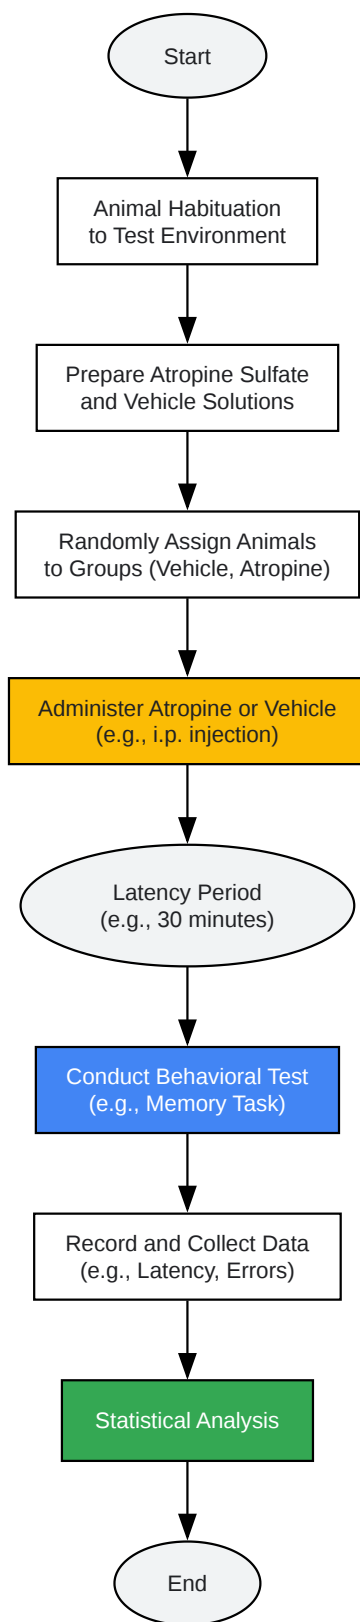 Start
Animal Habituation
to Test Environment
Prepare Atropine Sulfate
and Vehicle Solutions
Randomly Assign Animals
to Groups (Vehicle, Atropine)
Administer Atropine or Vehicle
(e.g., i.p. injection)
Latency Period
(e.g., 30 minutes)
Conduct Behavioral Test
(e.g., Memory Task)
Record and Collect Data
(e.g., Latency, Errors)
Statistical Analysis
End